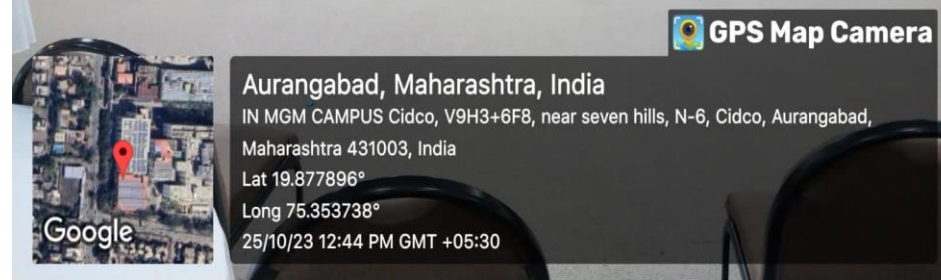 GPS Map Camera
Aurangabad, Maharashtra, India
IN MGM CAMPUS Cidco, V9H3+6F8, near seven hills, N-6, Cidco, Aurangabad,
Maharashtra 431003, India
Lat 19.877896°
Long 75.353738°
25/10/23 12:44 PM GMT +05:30
Google